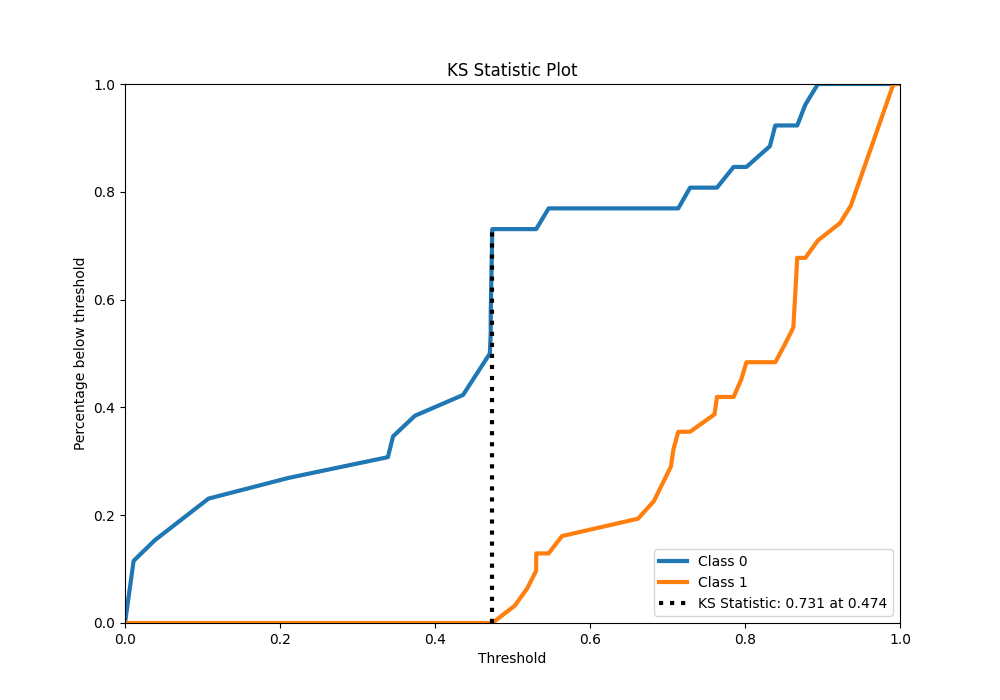 KS Statistic Plot
1.0
0.8
0.6
0.4
0.2
0.0
Percentage below threshold
0.0 0.2 0.4 0.6 0.8 1.0
Threshold
Class 0
Class 1
KS Statistic: 0.731 at 0.474